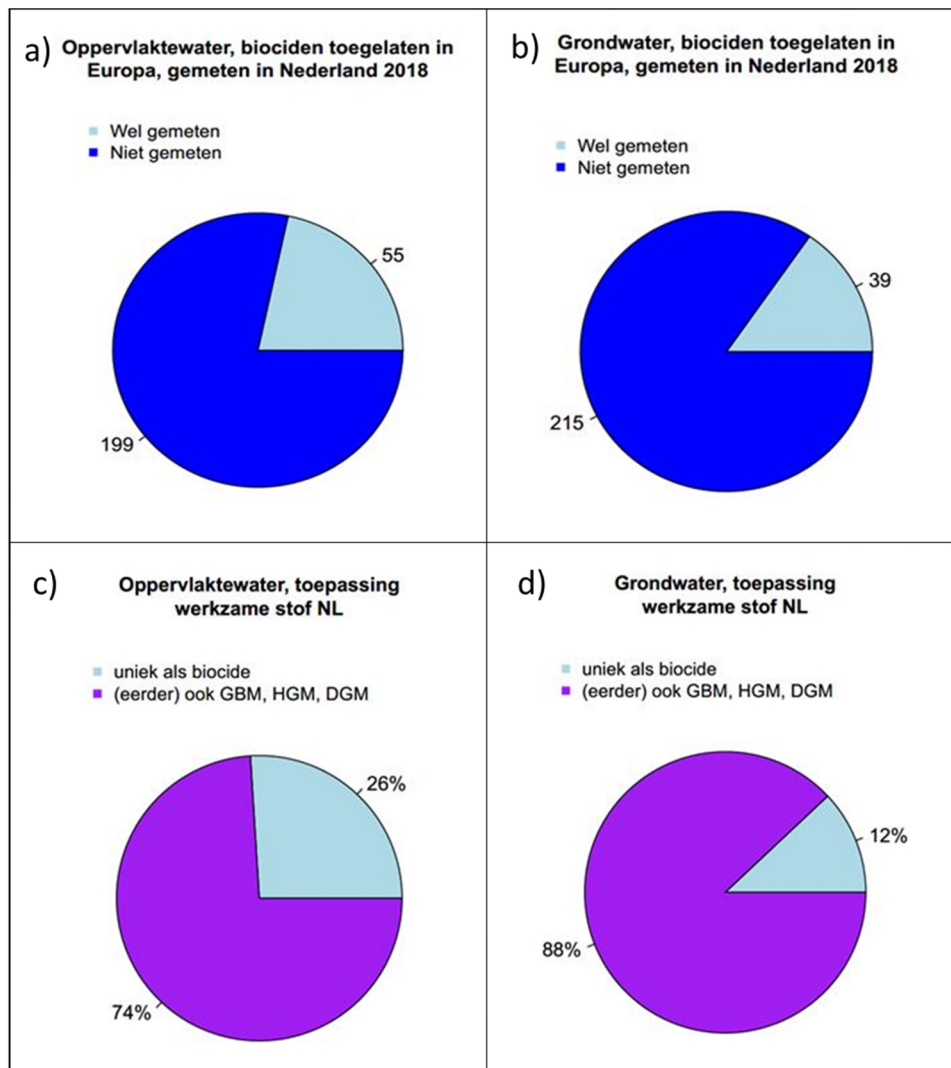 a) Oppervlaktewater, biociden toegelaten in
Europa, gemeten in Nederland 2018
Wel gemeten
Niet gemeten
55
199
b) Grondwater, biociden toegelaten in
Europa, gemeten in Nederland 2018
Wel gemeten
Niet gemeten
39
215
c) Oppervlaktewater, toepassing
werkzame stof NL
uniek als biocide
(eerder) ook GBM, HGM, DGM
26%
74%
d) Grondwater, toepassing
werkzame stof NL
uniek als biocide
(eerder) ook GBM, HGM, DGM
12%
88%